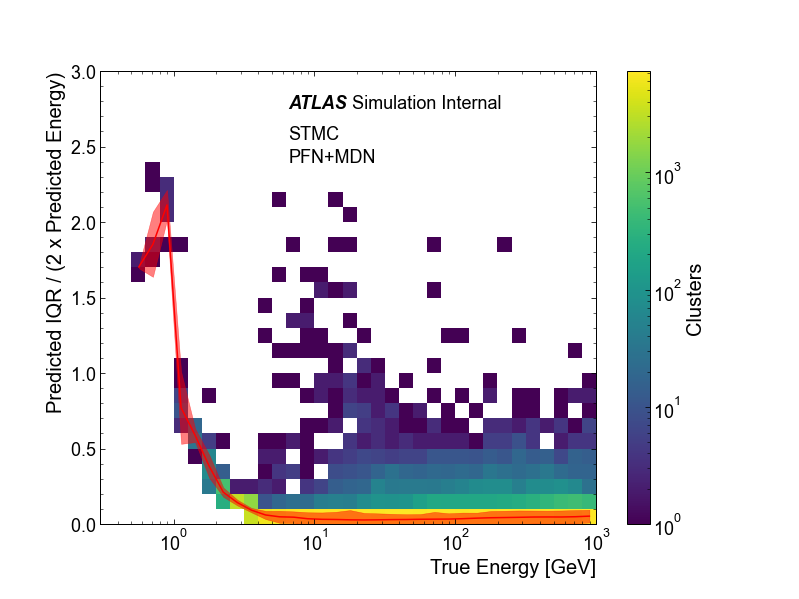 ATLAS Simulation Internal
STMC
PFN+MDN
Predicted IQR / (2 x Predicted Energy)
3.0
2.5
2.0
1.5
1.0
0.5
0.0
10⁰
10¹
10²
10³
True Energy [GeV]
10³
10²
10¹
10⁰
Clusters